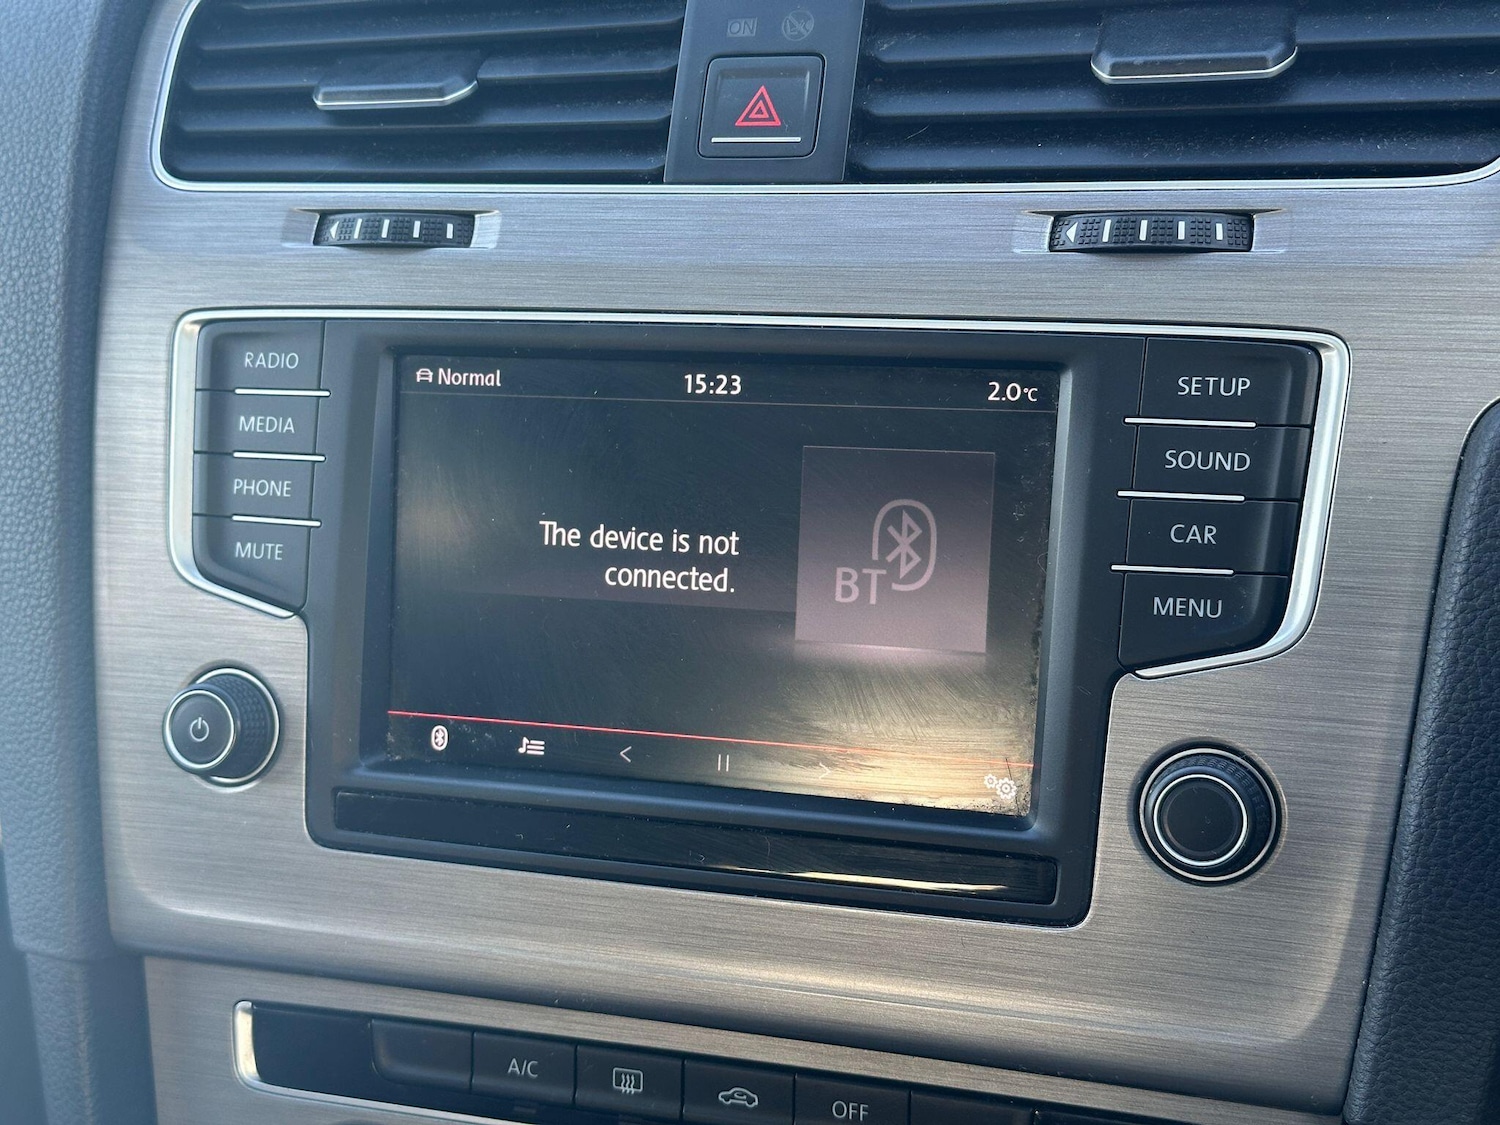 ON
RADIO
MEDIA
PHONE
MUTE
Normal
15:23
2.0°C
The device is not
connected.
BT
SETUP
SOUND
CAR
MENU
A/C
OFF